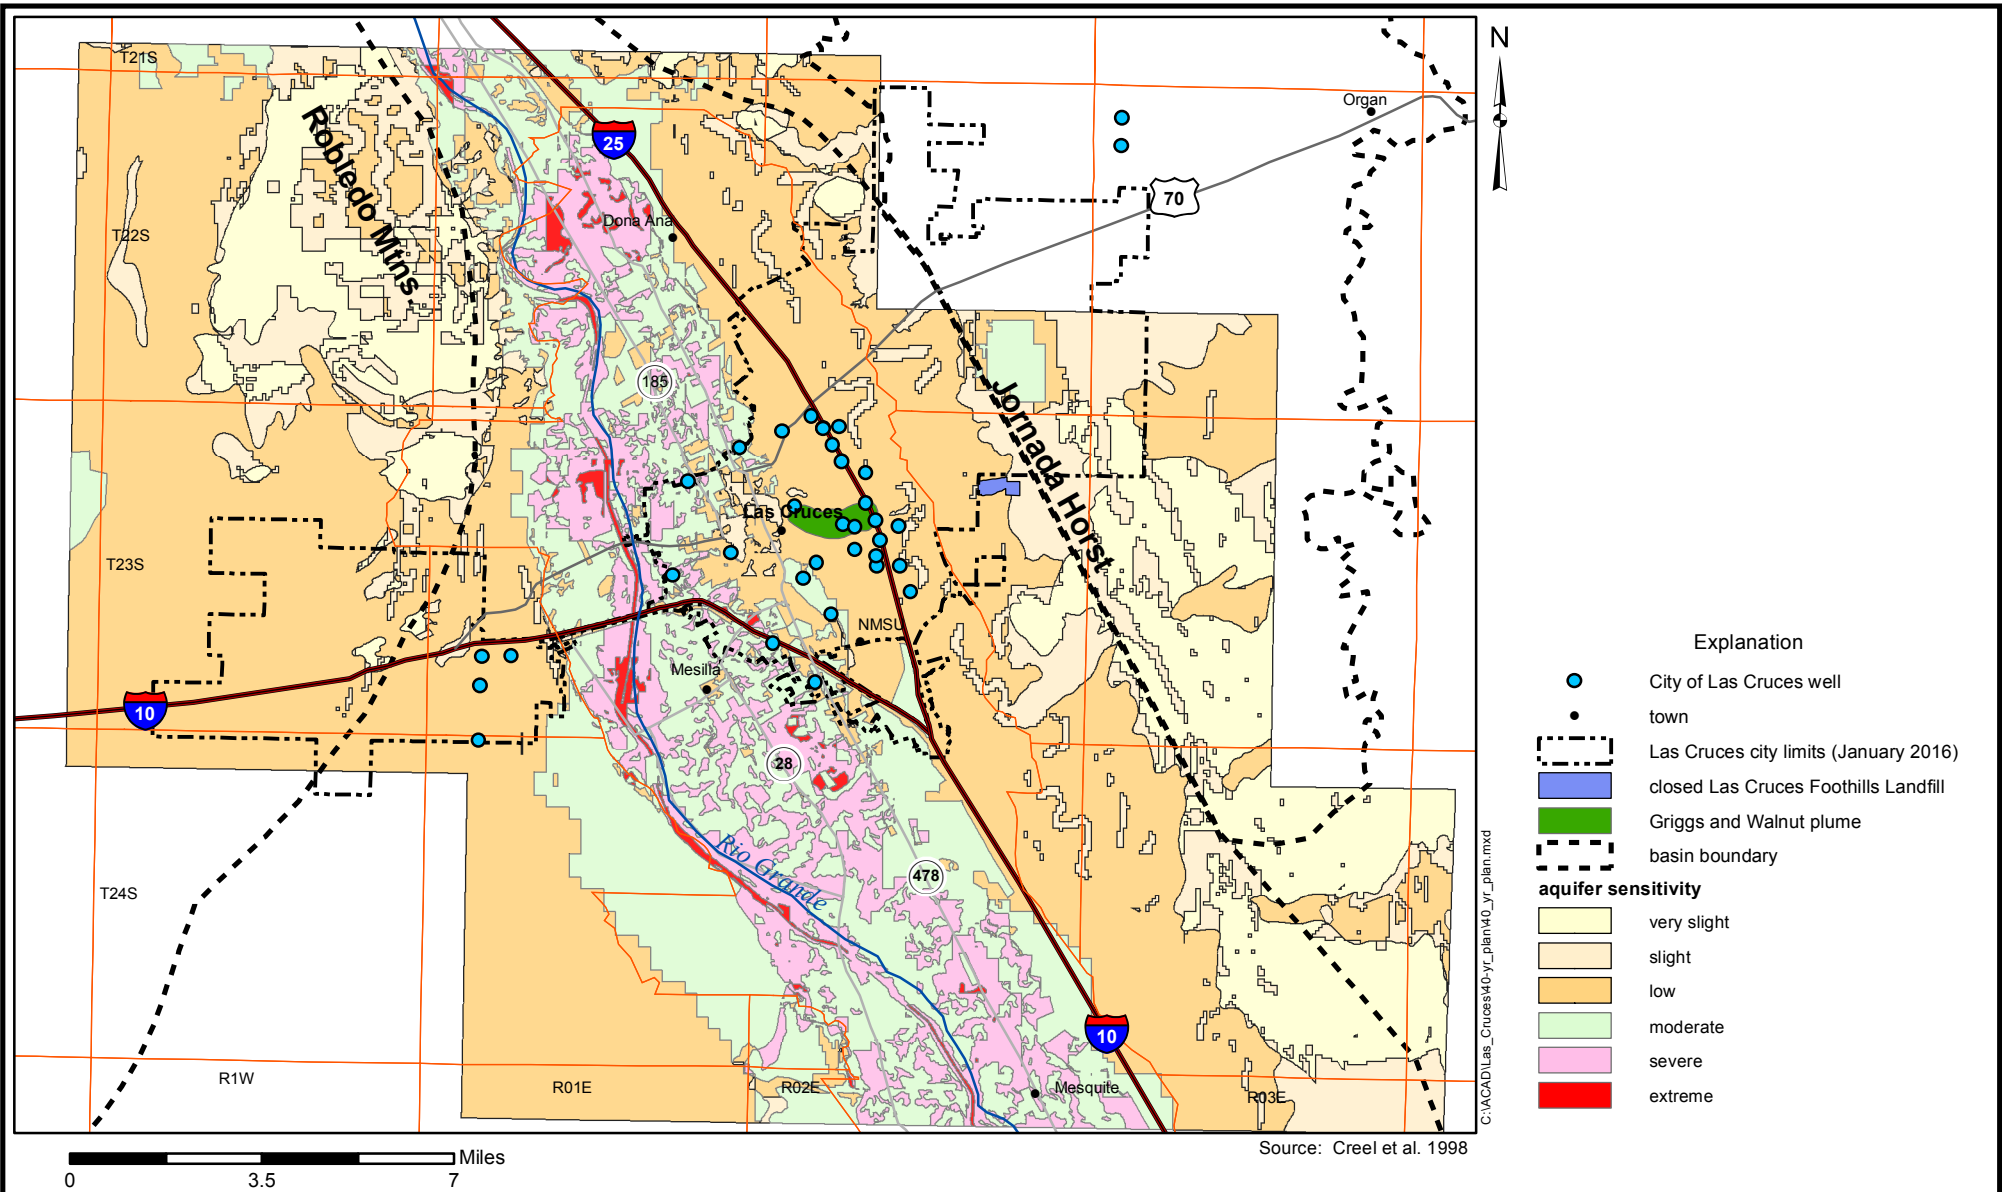 T21S
T22S
T23S
T24S
R1W
R01E
R02E
R03E
Robledo Mtns
Jornada Horst
25
Dona Ana
Organ
70
185
Las Cruces
NMSU
Mesilla
10
28
Rio Grande
478
10
Mesquite
N
C:\ACAD\Las_Cruces\40-yr_plan\40_yr_plan.mxd
Source: Creel et al. 1998
Miles
0 3.5 7
Explanation
City of Las Cruces well
town
Las Cruces city limits (January 2016)
closed Las Cruces Foothills Landfill
Griggs and Walnut plume
basin boundary
aquifer sensitivity
very slight
slight
low
moderate
severe
extreme